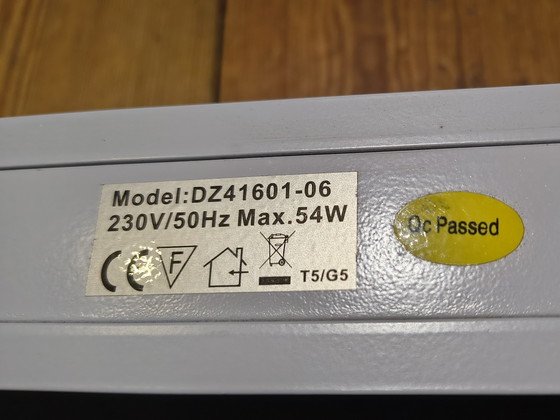 Model:DZ41601-06
230V/50Hz Max.54W
CE F T5/G5
Qc Passed